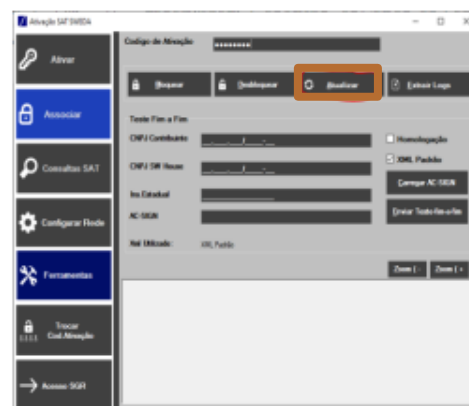 Ativação SAT SWEDA
Codigo de Ativação
Ativar
Bloquear
Desbloquear
Atualizar
Extrair Logs
Associar
Teste Fim a Fim
CNPJ Contribuinte
Homologação
XML Padrão
CNPJ SW House
Consultas SAT
Carregar AC-SIGN
Ins Estadual
AC-SIGN
Enviar Teste-fim-a-fim
Configurar Rede
Xml Utilizado:
XML Padrão
Zoom (-
Zoom (+
Ferramentas
Trocar
Cod.Ativação
Acesso SGR